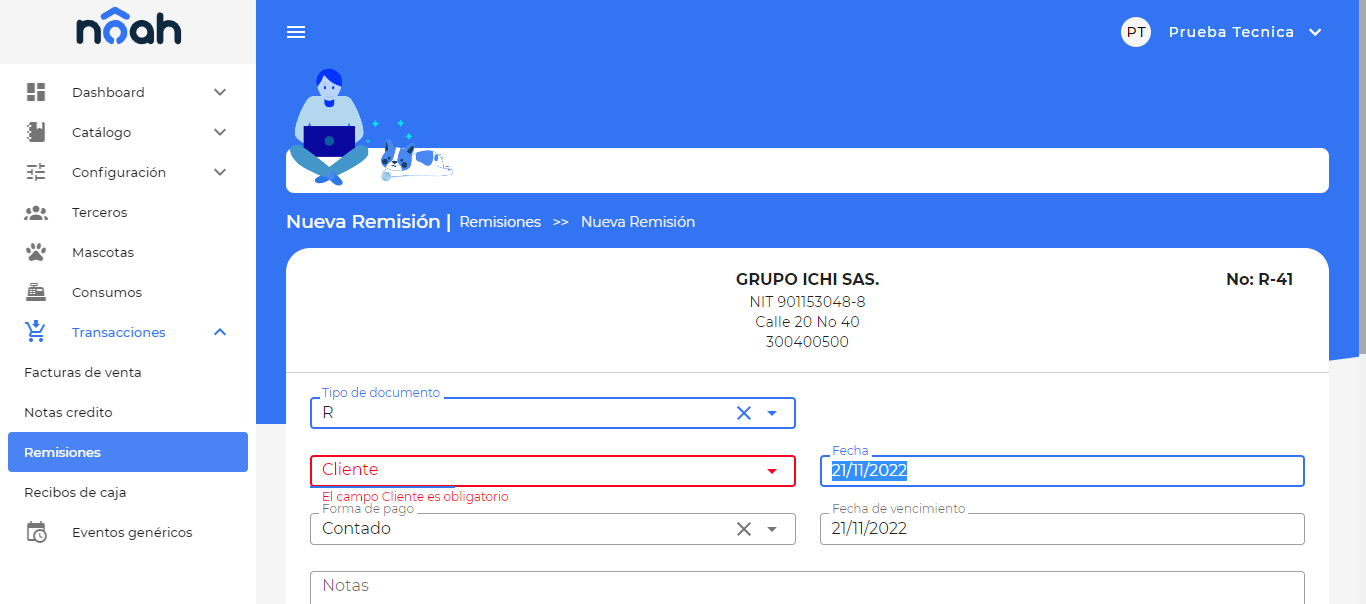 nôah
Dashboard
Catálogo
Configuración
Terceros
Mascotas
Consumos
Transacciones
Facturas de venta
Notas credito
Remisiones
Recibos de caja
Eventos genéricos
PT Prueba Tecnica
Nueva Remisión | Remisiones >> Nueva Remisión
GRUPO ICHI SAS.
No: R-41
NIT 901153048-8
Calle 20 No 40
300400500
Tipo de documento
R
Cliente
El campo Cliente es obligatorio
Fecha
21/11/2022
Forma de pago
Contado
Fecha de vencimiento
21/11/2022
Notas